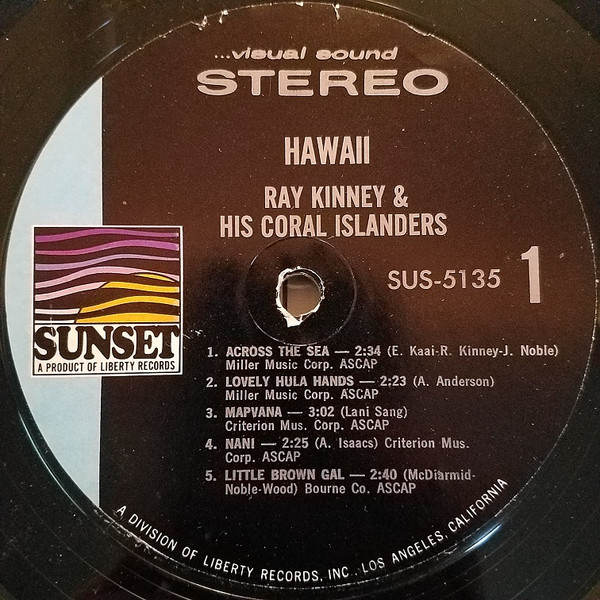 ...visual sound
STEREO
HAWAII
RAY KINNEY &
HIS CORAL ISLANDERS
SUS-5135 1
SUNSET
A PRODUCT OF LIBERTY RECORDS
1. ACROSS THE SEA — 2:34 (E. Kaai-R. Kinney-J. Noble)
Miller Music Corp. ASCAP
2. LOVELY HULA HANDS — 2:23 (A. Anderson)
Miller Music Corp. ASCAP
3. MAPVANA — 3:02 (Lani Sang)
Criterion Mus. Corp. ASCAP
4. NANI — 2:25 (A. Isaacs) Criterion Mus.
Corp. ASCAP
5. LITTLE BROWN GAL — 2:40 (McDiarmid-
Noble-Wood) Bourne Co. ASCAP
A DIVISION OF LIBERTY RECORDS, INC., LOS ANGELES, CALIFORNIA